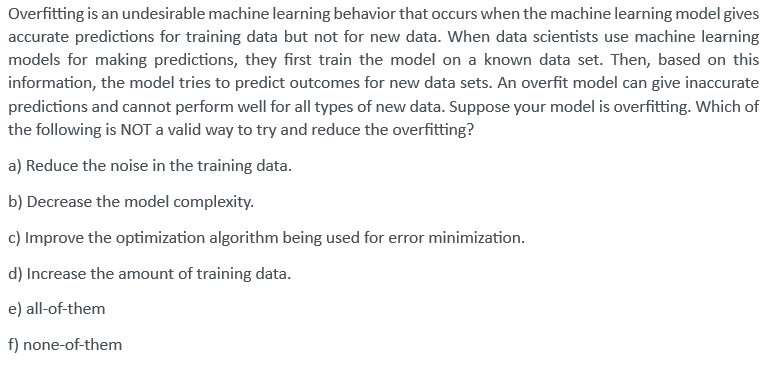 Overfitting is an undesirable machine learning behavior that occurs when the machine learning model gives
accurate predictions for training data but not for new data. When data scientists use machine learning
models for making predictions, they first train the model on a known data set. Then, based on this
information, the model tries to predict outcomes for new data sets. An overfit model can give inaccurate
predictions and cannot perform well for all types of new data. Suppose your model is overfitting. Which of
the following is NOT a valid way to try and reduce the overfitting?
a) Reduce the noise in the training data.
b) Decrease the model complexity.
c) Improve the optimization algorithm being used for error minimization.
d) Increase the amount of training data.
e) all-of-them
f) none-of-them